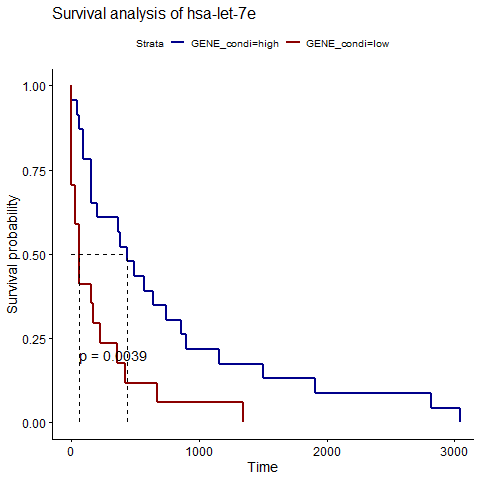 Survival analysis of hsa-let-7e
Strata GENE_condi=high GENE_condi=low
Survival probability
1.00
0.75
0.50
0.25
0.00
p = 0.0039
0 1000 2000 3000
Time